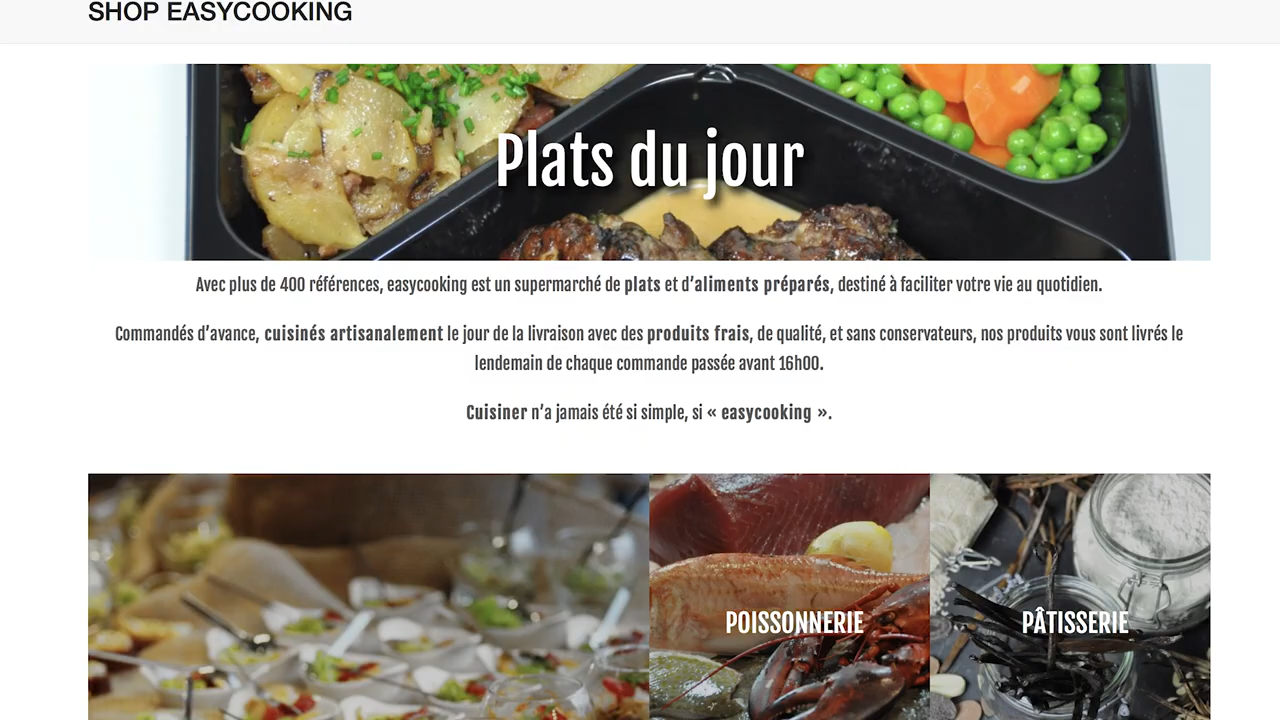 SHOP EASYCOOKING
Plats du jour
Avec plus de 400 références, easycooking est un supermarché de plats et d’aliments préparés, destiné à faciliter votre vie au quotidien.
Commandés d’avance, cuisinés artisanalement le jour de la livraison avec des produits frais, de qualité, et sans conservateurs, nos produits vous sont livrés le
lendemain de chaque commande passée avant 16h00.
Cuisiner n’a jamais été si simple, si « easycooking ».
POISSONNERIE
PÂTISSERIE